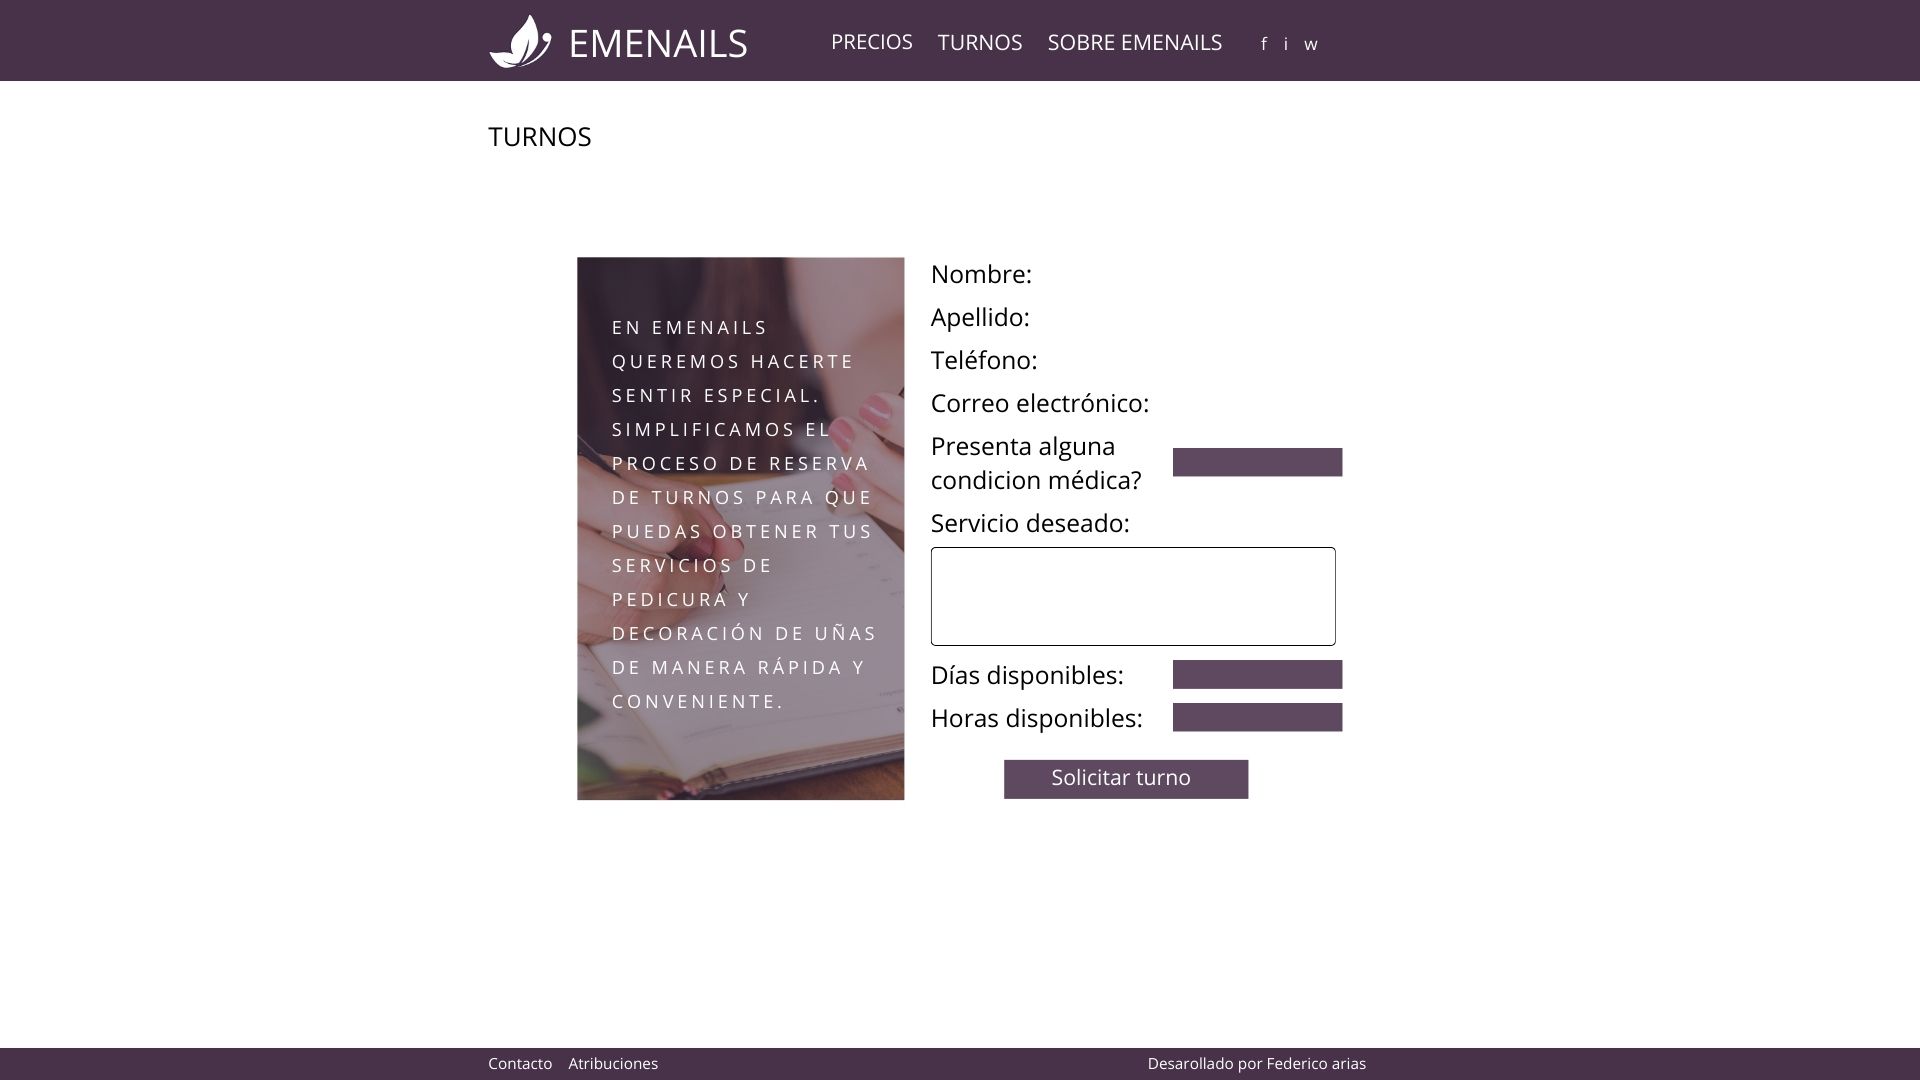 EMENAILS
PRECIOS TURNOS SOBRE EMENAILS f i w
TURNOS
EN EMENAILS
QUEREMOS HACERTE
SENTIR ESPECIAL.
SIMPLIFICAMOS EL
PROCESO DE RESERVA
DE TURNOS PARA QUE
PUEDAS OBTENER TUS
SERVICIOS DE
PEDICURA Y
DECORACIÓN DE UÑAS
DE MANERA RÁPIDA Y
CONVENIENTE.
Nombre:
Apellido:
Teléfono:
Correo electrónico:
Presenta alguna
condicion médica?
Servicio deseado:
Días disponibles:
Horas disponibles:
Solicitar turno
Contacto Atribuciones
Desarollado por Federico arias